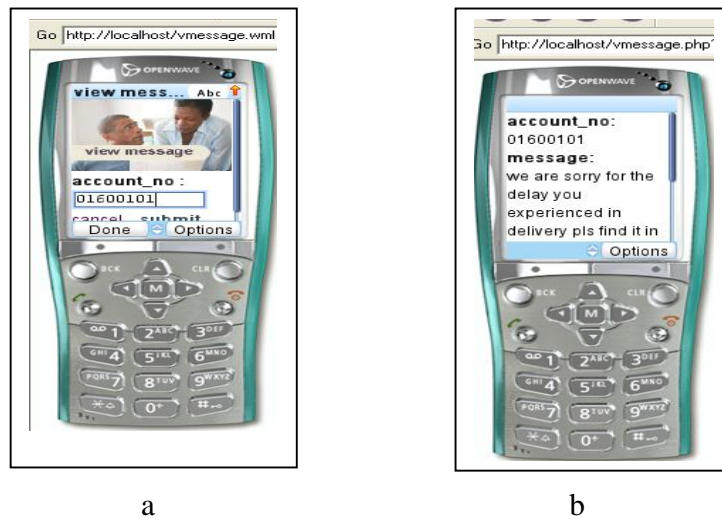 Go http://localhost/vmessage.wml
OPENWAVE
view mess... Abc
view message
account_no :
01600101
cancel submit
Done Options
BCK CLR
M
1 2ABC 3DEF
GHI 4 5JKL 6MNO
PQRS 7 8TUV 9WXYZ
* 0+ #
a
Go http://localhost/vmessage.php?
OPENWAVE
account_no:
01600101
message:
we are sorry for the
delay you
experienced in
delivery pls find it in
Options
BCK CLR
M
1 2ABC 3DEF
GHI 4 5JKL 6MNO
PQRS 7 8TUV 9WXYZ
* 0+ #
b